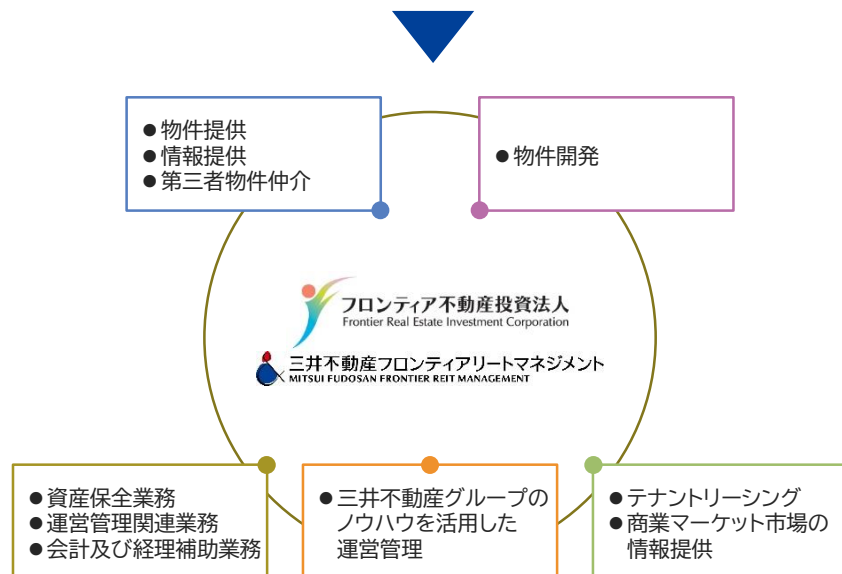 ●物件提供
●情報提供
●第三者物件仲介
●物件開発
フロンティア不動産投資法人
Frontier Real Estate Investment Corporation
三井不動産フロンティアリートマネジメント
MITSUI FUDOSAN FRONTIER REIT MANAGEMENT
●資産保全業務
●運営管理関連業務
●会計及び経理補助業務
●三井不動産グループの
ノウハウを活用した
運営管理
●テナントリーシング
●商業マーケット市場の
情報提供